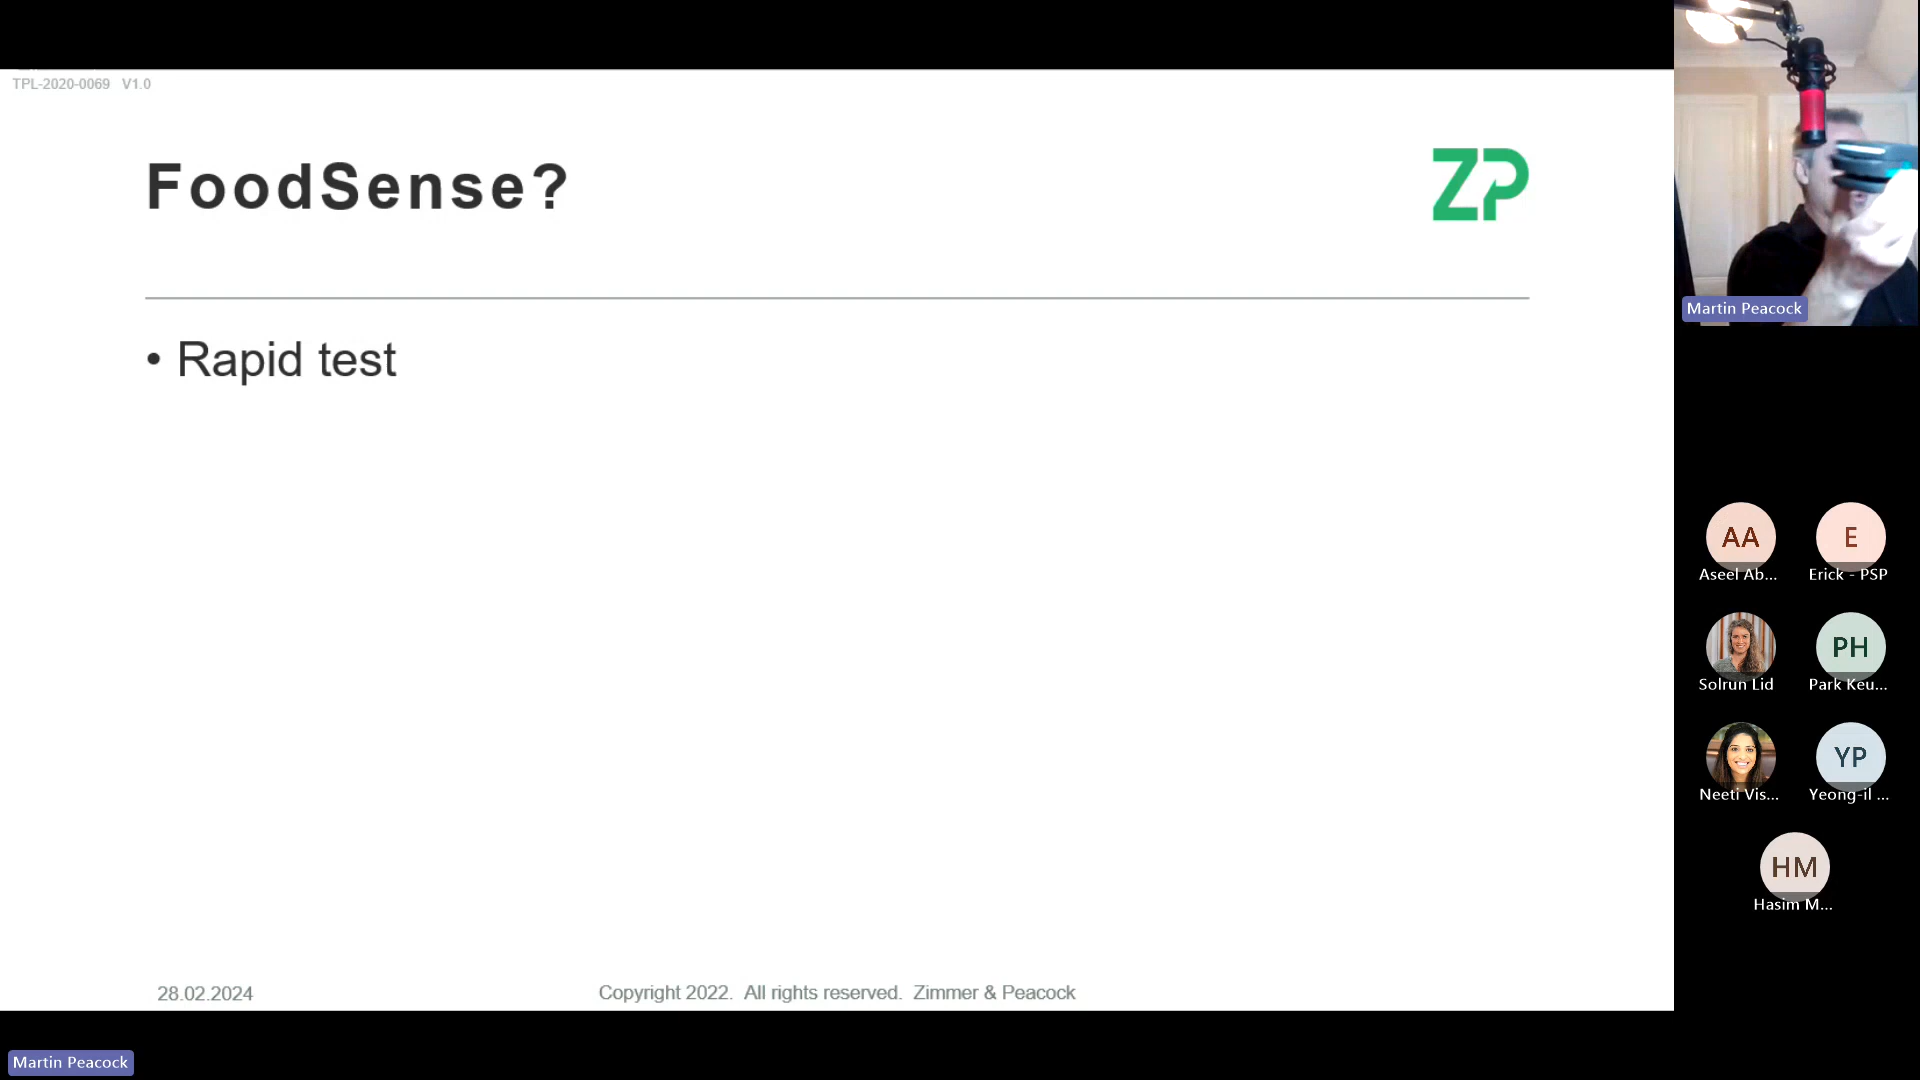 TPL-2020-0069 V1.0
FoodSense?
ZP
• Rapid test
28.02.2024
Copyright 2022. All rights reserved. Zimmer & Peacock
Martin Peacock
Martin Peacock
AA
Aseel Ab...
E
Erick - PSP
Solrun Lid
PH
Park Keu...
Neeti Vis...
YP
Yeong-il ...
HM
Hasim M...